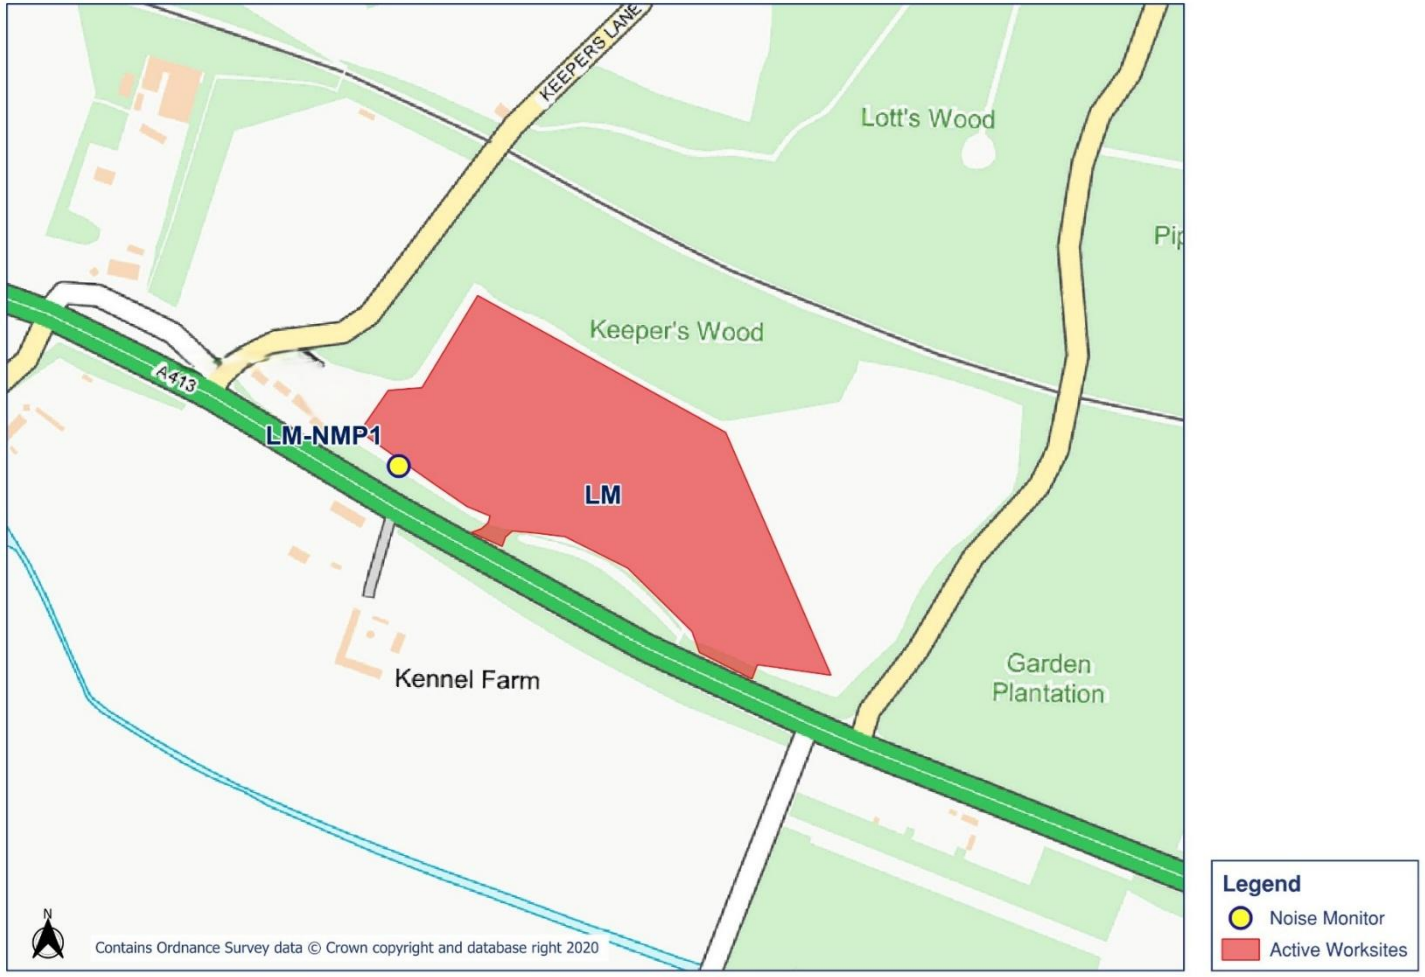 KEEPERS LANE
Lott's Wood
Pip
Keeper's Wood
A413
LM-NMP1
LM
Garden
Plantation
Kennel Farm
N
Contains Ordnance Survey data © Crown copyright and database right 2020
Legend
Noise Monitor
Active Worksites